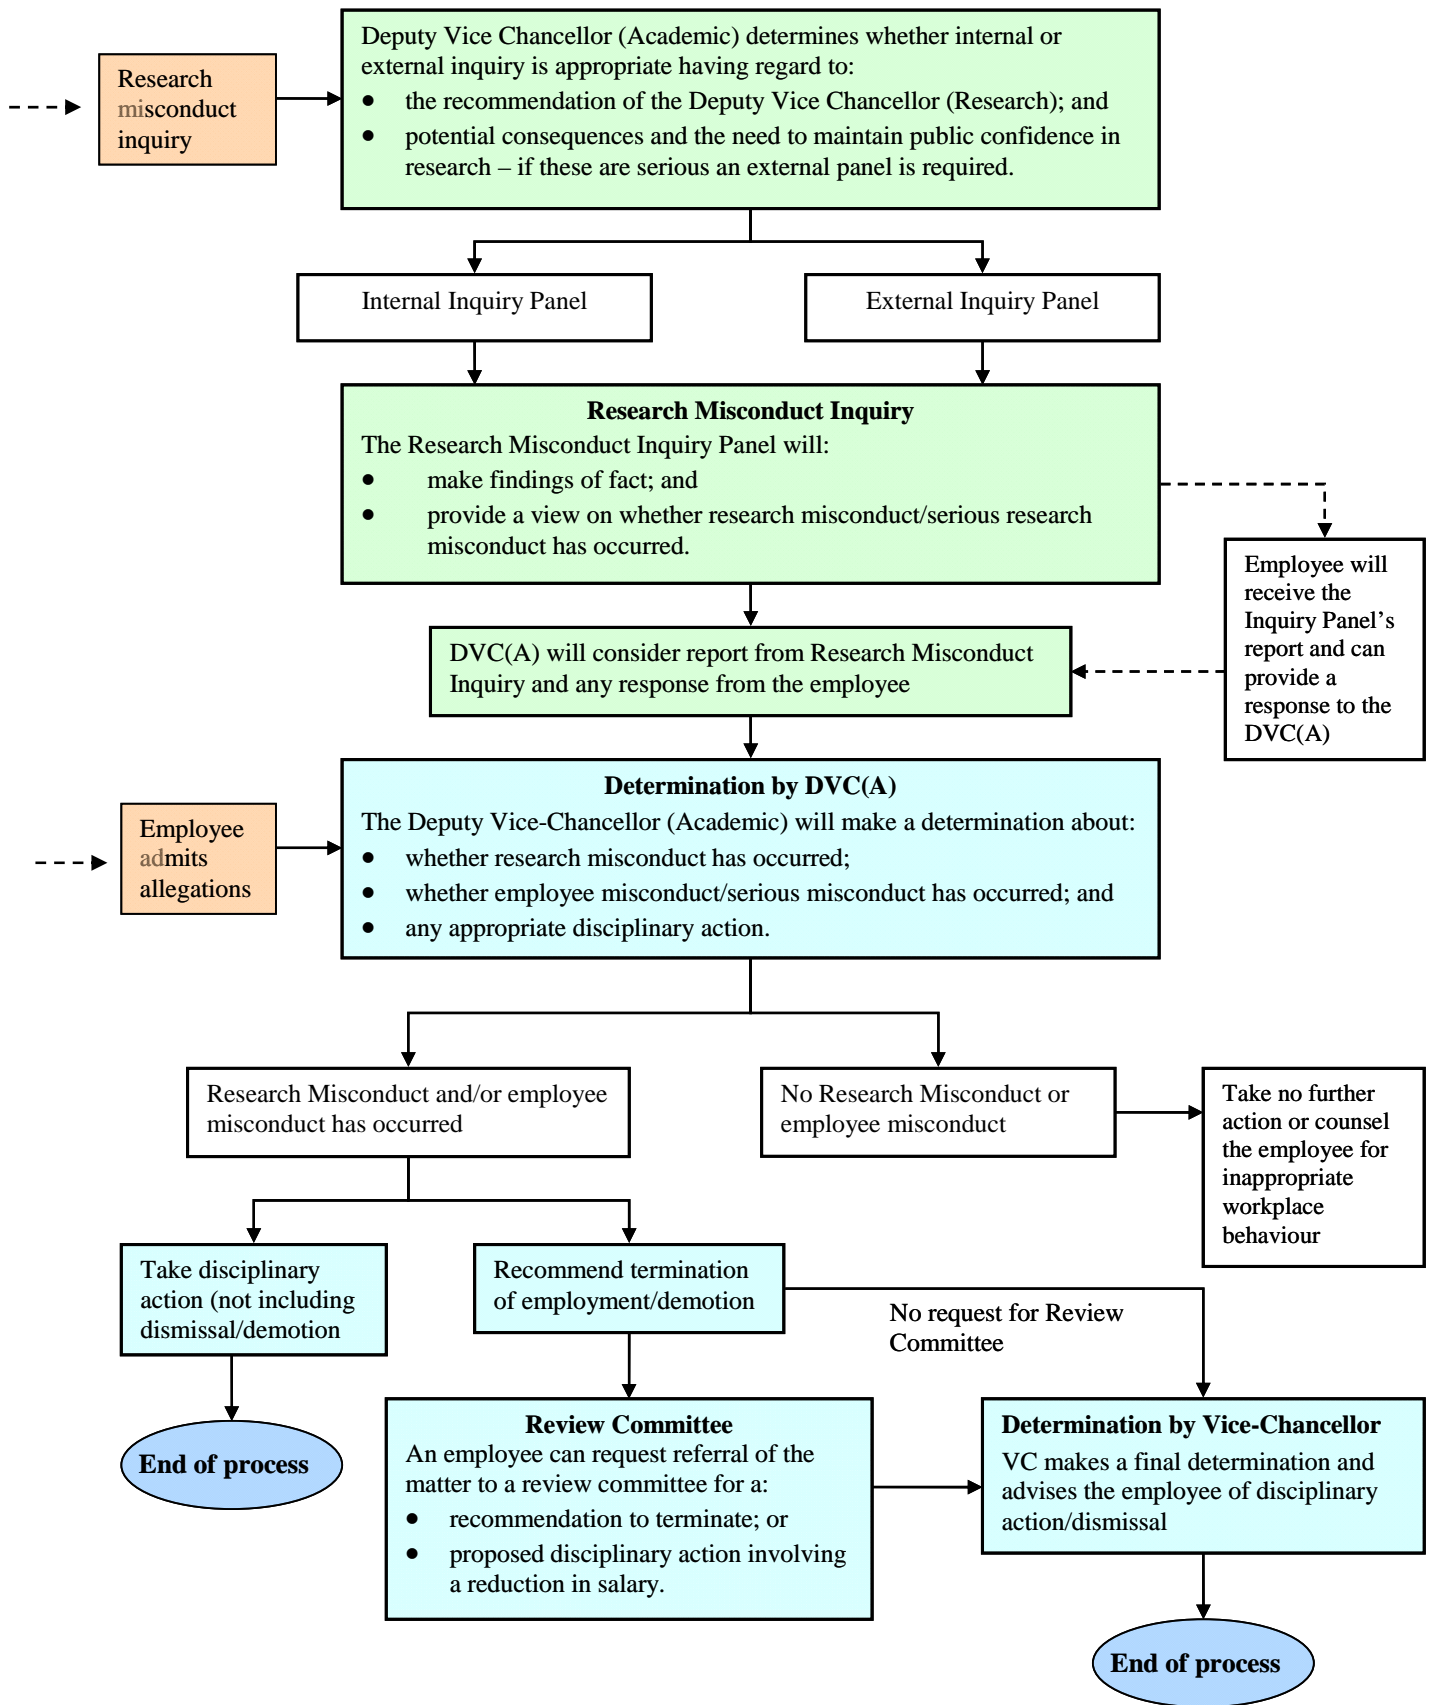 Deputy Vice Chancellor (Academic) determines whether internal or
external inquiry is appropriate having regard to:
• the recommendation of the Deputy Vice Chancellor (Research); and
• potential consequences and the need to maintain public confidence in
research – if these are serious an external panel is required.
Research
misconduct
inquiry
Internal Inquiry Panel
External Inquiry Panel
Research Misconduct Inquiry
The Research Misconduct Inquiry Panel will:
• make findings of fact; and
• provide a view on whether research misconduct/serious research
misconduct has occurred.
Employee will
receive the
Inquiry Panel’s
report and can
provide a
response to the
DVC(A)
DVC(A) will consider report from Research Misconduct
Inquiry and any response from the employee
Determination by DVC(A)
The Deputy Vice-Chancellor (Academic) will make a determination about:
• whether research misconduct has occurred;
• whether employee misconduct/serious misconduct has occurred; and
• any appropriate disciplinary action.
Employee
admits
allegations
Research Misconduct and/or employee
misconduct has occurred
No Research Misconduct or
employee misconduct
Take no further
action or counsel
the employee for
inappropriate
workplace
behaviour
Take disciplinary
action (not including
dismissal/demotion
Recommend termination
of employment/demotion
No request for Review
Committee
End of process
Review Committee
An employee can request referral of the
matter to a review committee for a:
• recommendation to terminate; or
• proposed disciplinary action involving
a reduction in salary.
Determination by Vice-Chancellor
VC makes a final determination and
advises the employee of disciplinary
action/dismissal
End of process